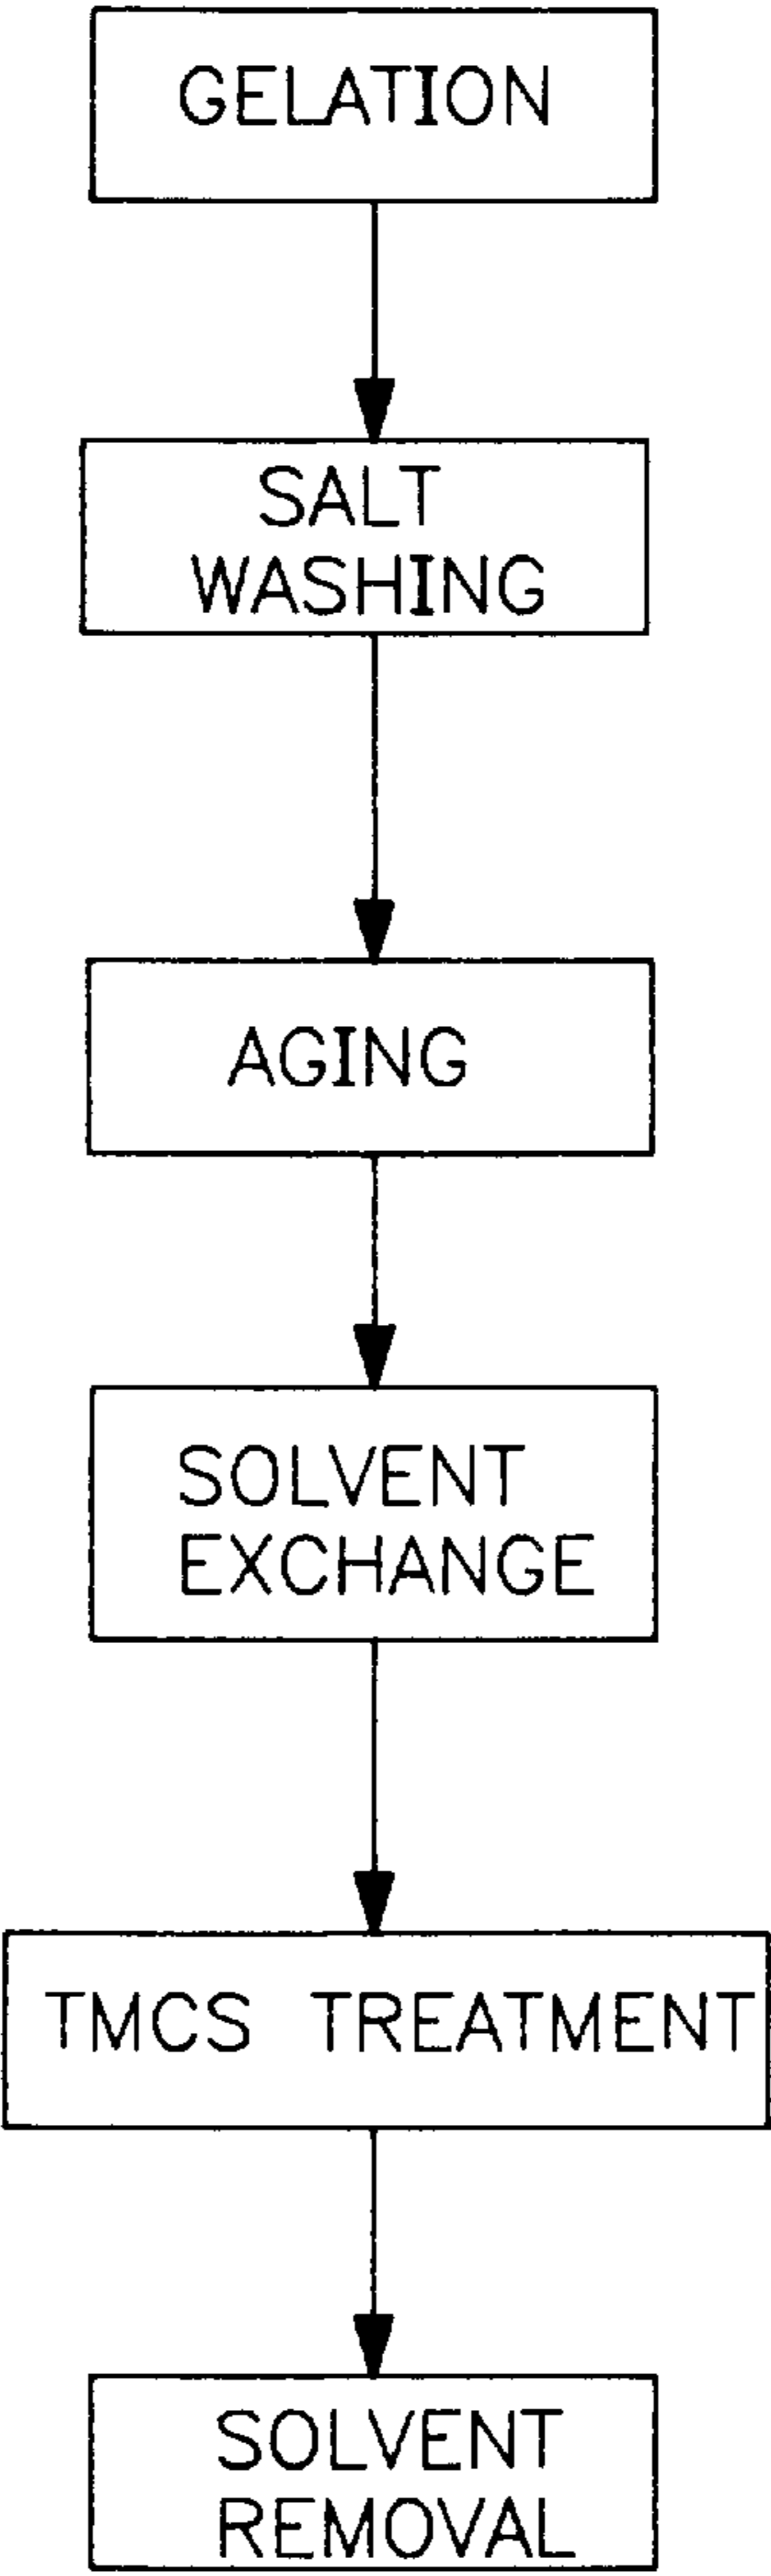 GELATION
SALT
WASHING
AGING
SOLVENT
EXCHANGE
TMCS TREATMENT
SOLVENT
REMOVAL